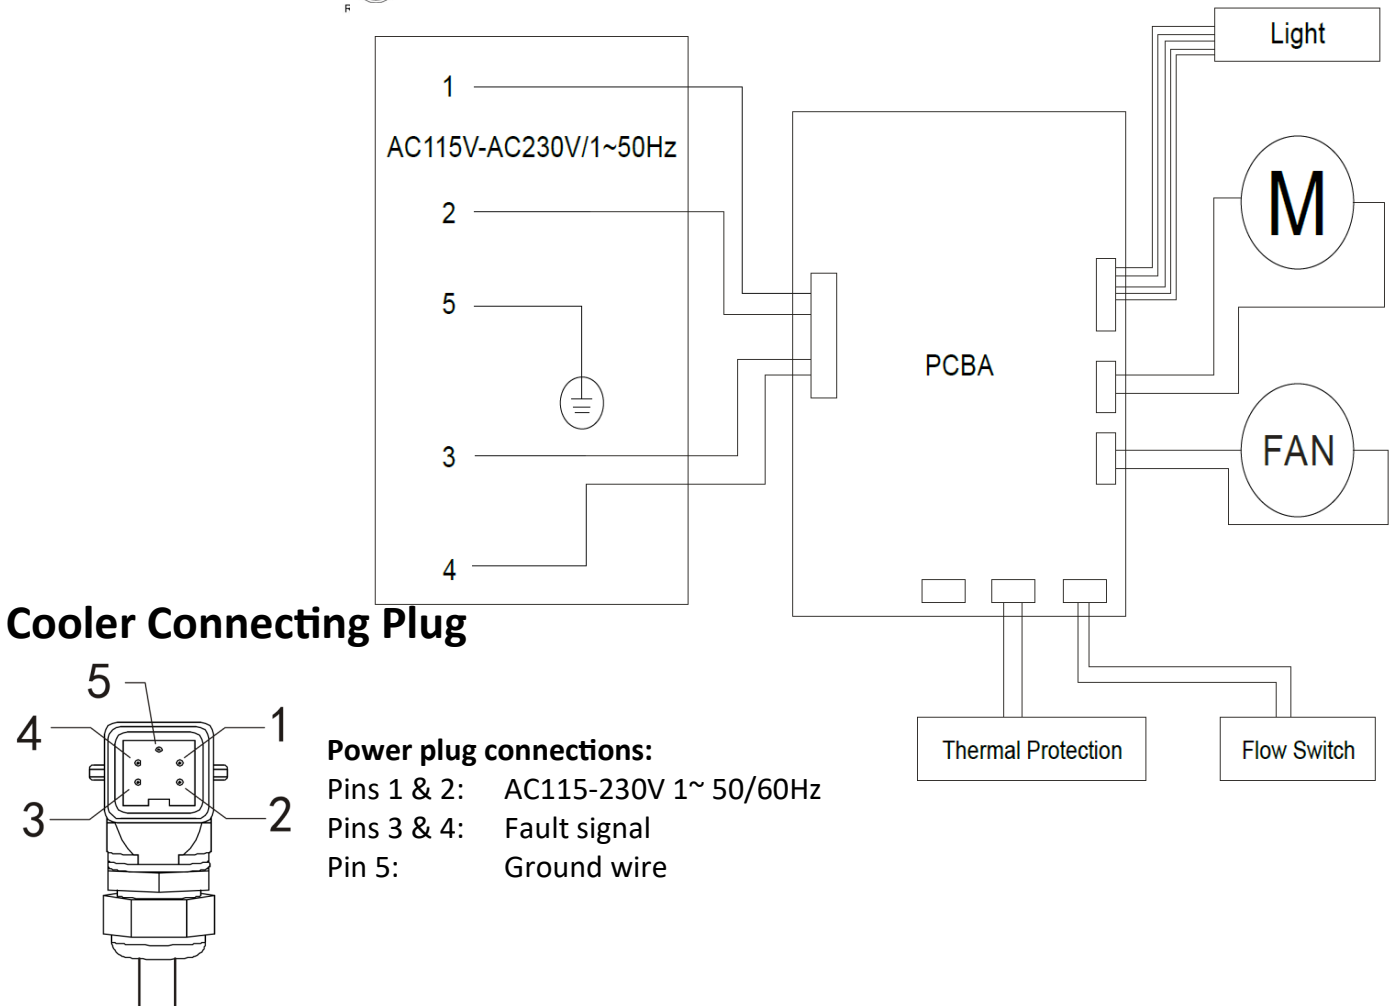 R
Light
1
AC115V-AC230V/1~50Hz
M
2
5
PCBA
FAN
3
4
Cooler Connecting Plug
5
4
1
3
2
Power plug connections:
Pins 1 & 2: AC115-230V 1~ 50/60Hz
Pins 3 & 4: Fault signal
Pin 5: Ground wire
Thermal Protection
Flow Switch